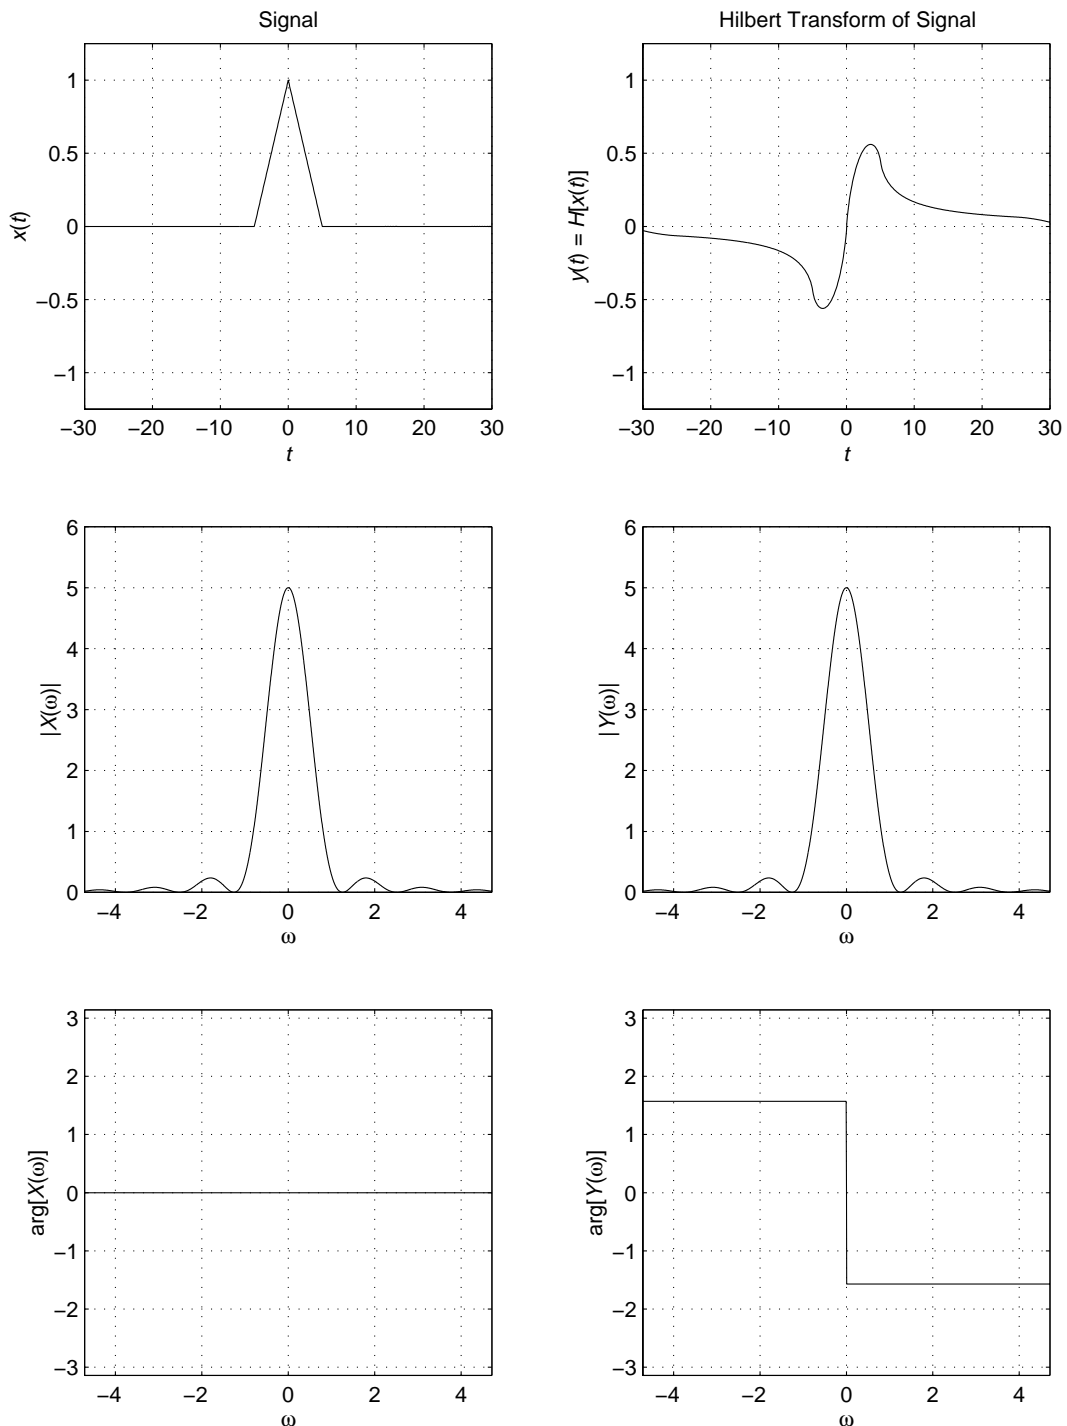 Signal
Hilbert Transform of Signal
1
0.5
0
−0.5
−1
x(t)
−30 −20 −10 0 10 20 30
t
1
0.5
0
−0.5
−1
y(t) = H[x(t)]
−30 −20 −10 0 10 20 30
t
6
5
4
3
2
1
0
|X(ω)|
−4 −2 0 2 4
ω
6
5
4
3
2
1
0
|Y(ω)|
−4 −2 0 2 4
ω
3
2
1
0
−1
−2
−3
arg[X(ω)]
−4 −2 0 2 4
ω
3
2
1
0
−1
−2
−3
arg[Y(ω)]
−4 −2 0 2 4
ω